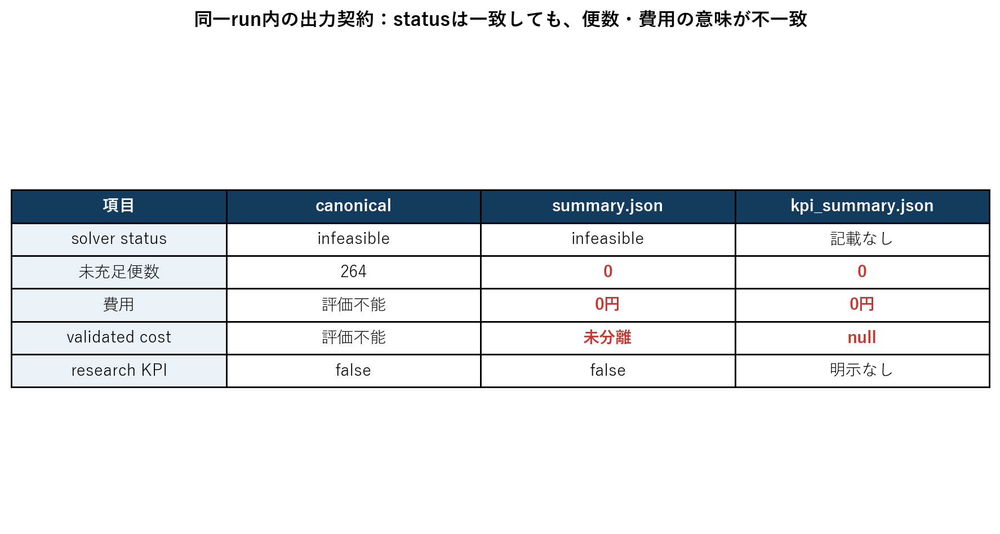 同一run内の出力契約：statusは一致しても、便数・費用の意味が不一致
項目 canonical summary.json kpi_summary.json
solver status infeasible infeasible 記載なし
未充足便数 264 0 0
費用 評価不能 0円 0円
validated cost 評価不能 未分離 null
research KPI false false 明示なし